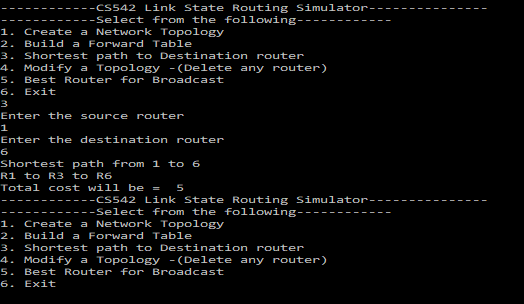 ------------CS542 Link State Routing Simulator---------------
------------Select from the following------------
1. Create a Network Topology
2. Build a Forward Table
3. Shortest path to Destination router
4. Modify a Topology -(Delete any router)
5. Best Router for Broadcast
6. Exit
3
Enter the source router
1
Enter the destination router
6
Shortest path from 1 to 6
R1 to R3 to R6
Total cost will be =  5
------------CS542 Link State Routing Simulator---------------
------------Select from the following------------
1. Create a Network Topology
2. Build a Forward Table
3. Shortest path to Destination router
4. Modify a Topology -(Delete any router)
5. Best Router for Broadcast
6. Exit